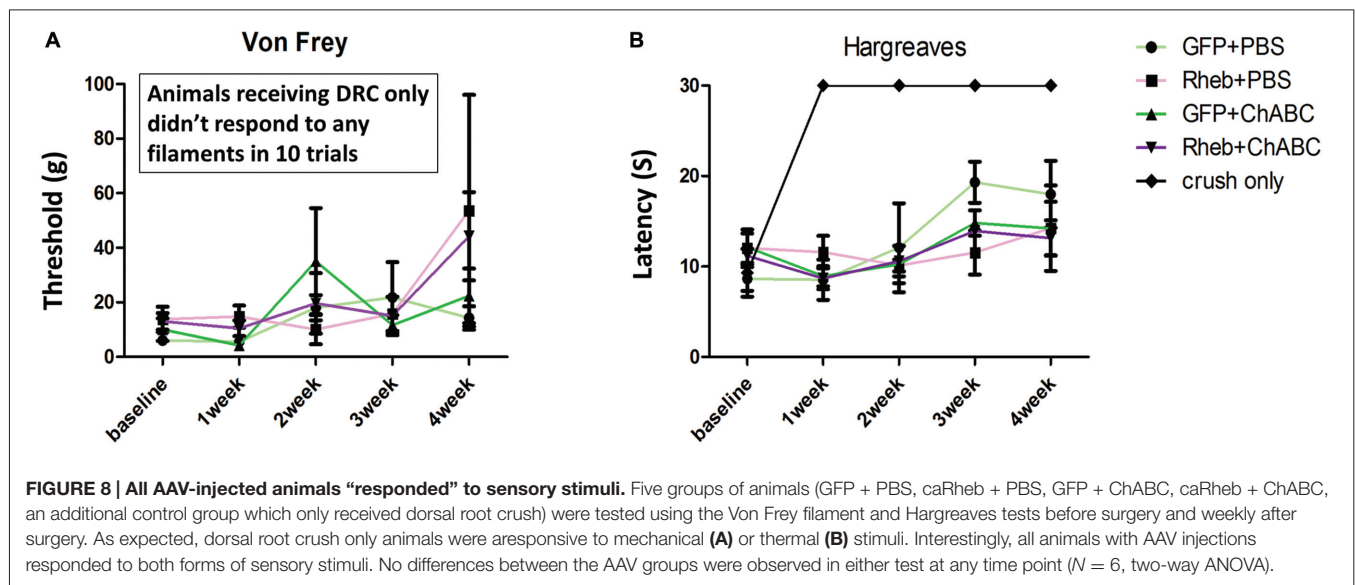 A
Von Frey
Animals receiving DRC only
didn't respond to any
filaments in 10 trials
Threshold (g)
100
80
60
40
20
0
baseline
1week
2week
3week
4week
B
Hargreaves
Latency (S)
30
20
10
0
baseline
1week
2week
3week
4week
GFP+PBS
Rheb+PBS
GFP+ChABC
Rheb+ChABC
crush only
FIGURE 8 | All AAV-injected animals “responded” to sensory stimuli. Five groups of animals (GFP + PBS, caRheb + PBS, GFP + ChABC, caRheb + ChABC,
an additional control group which only received dorsal root crush) were tested using the Von Frey filament and Hargreaves tests before surgery and weekly after
surgery. As expected, dorsal root crush only animals were aresponsive to mechanical (A) or thermal (B) stimuli. Interestingly, all animals with AAV injections
responded to both forms of sensory stimuli. No differences between the AAV groups were observed in either test at any time point (N = 6, two-way ANOVA).